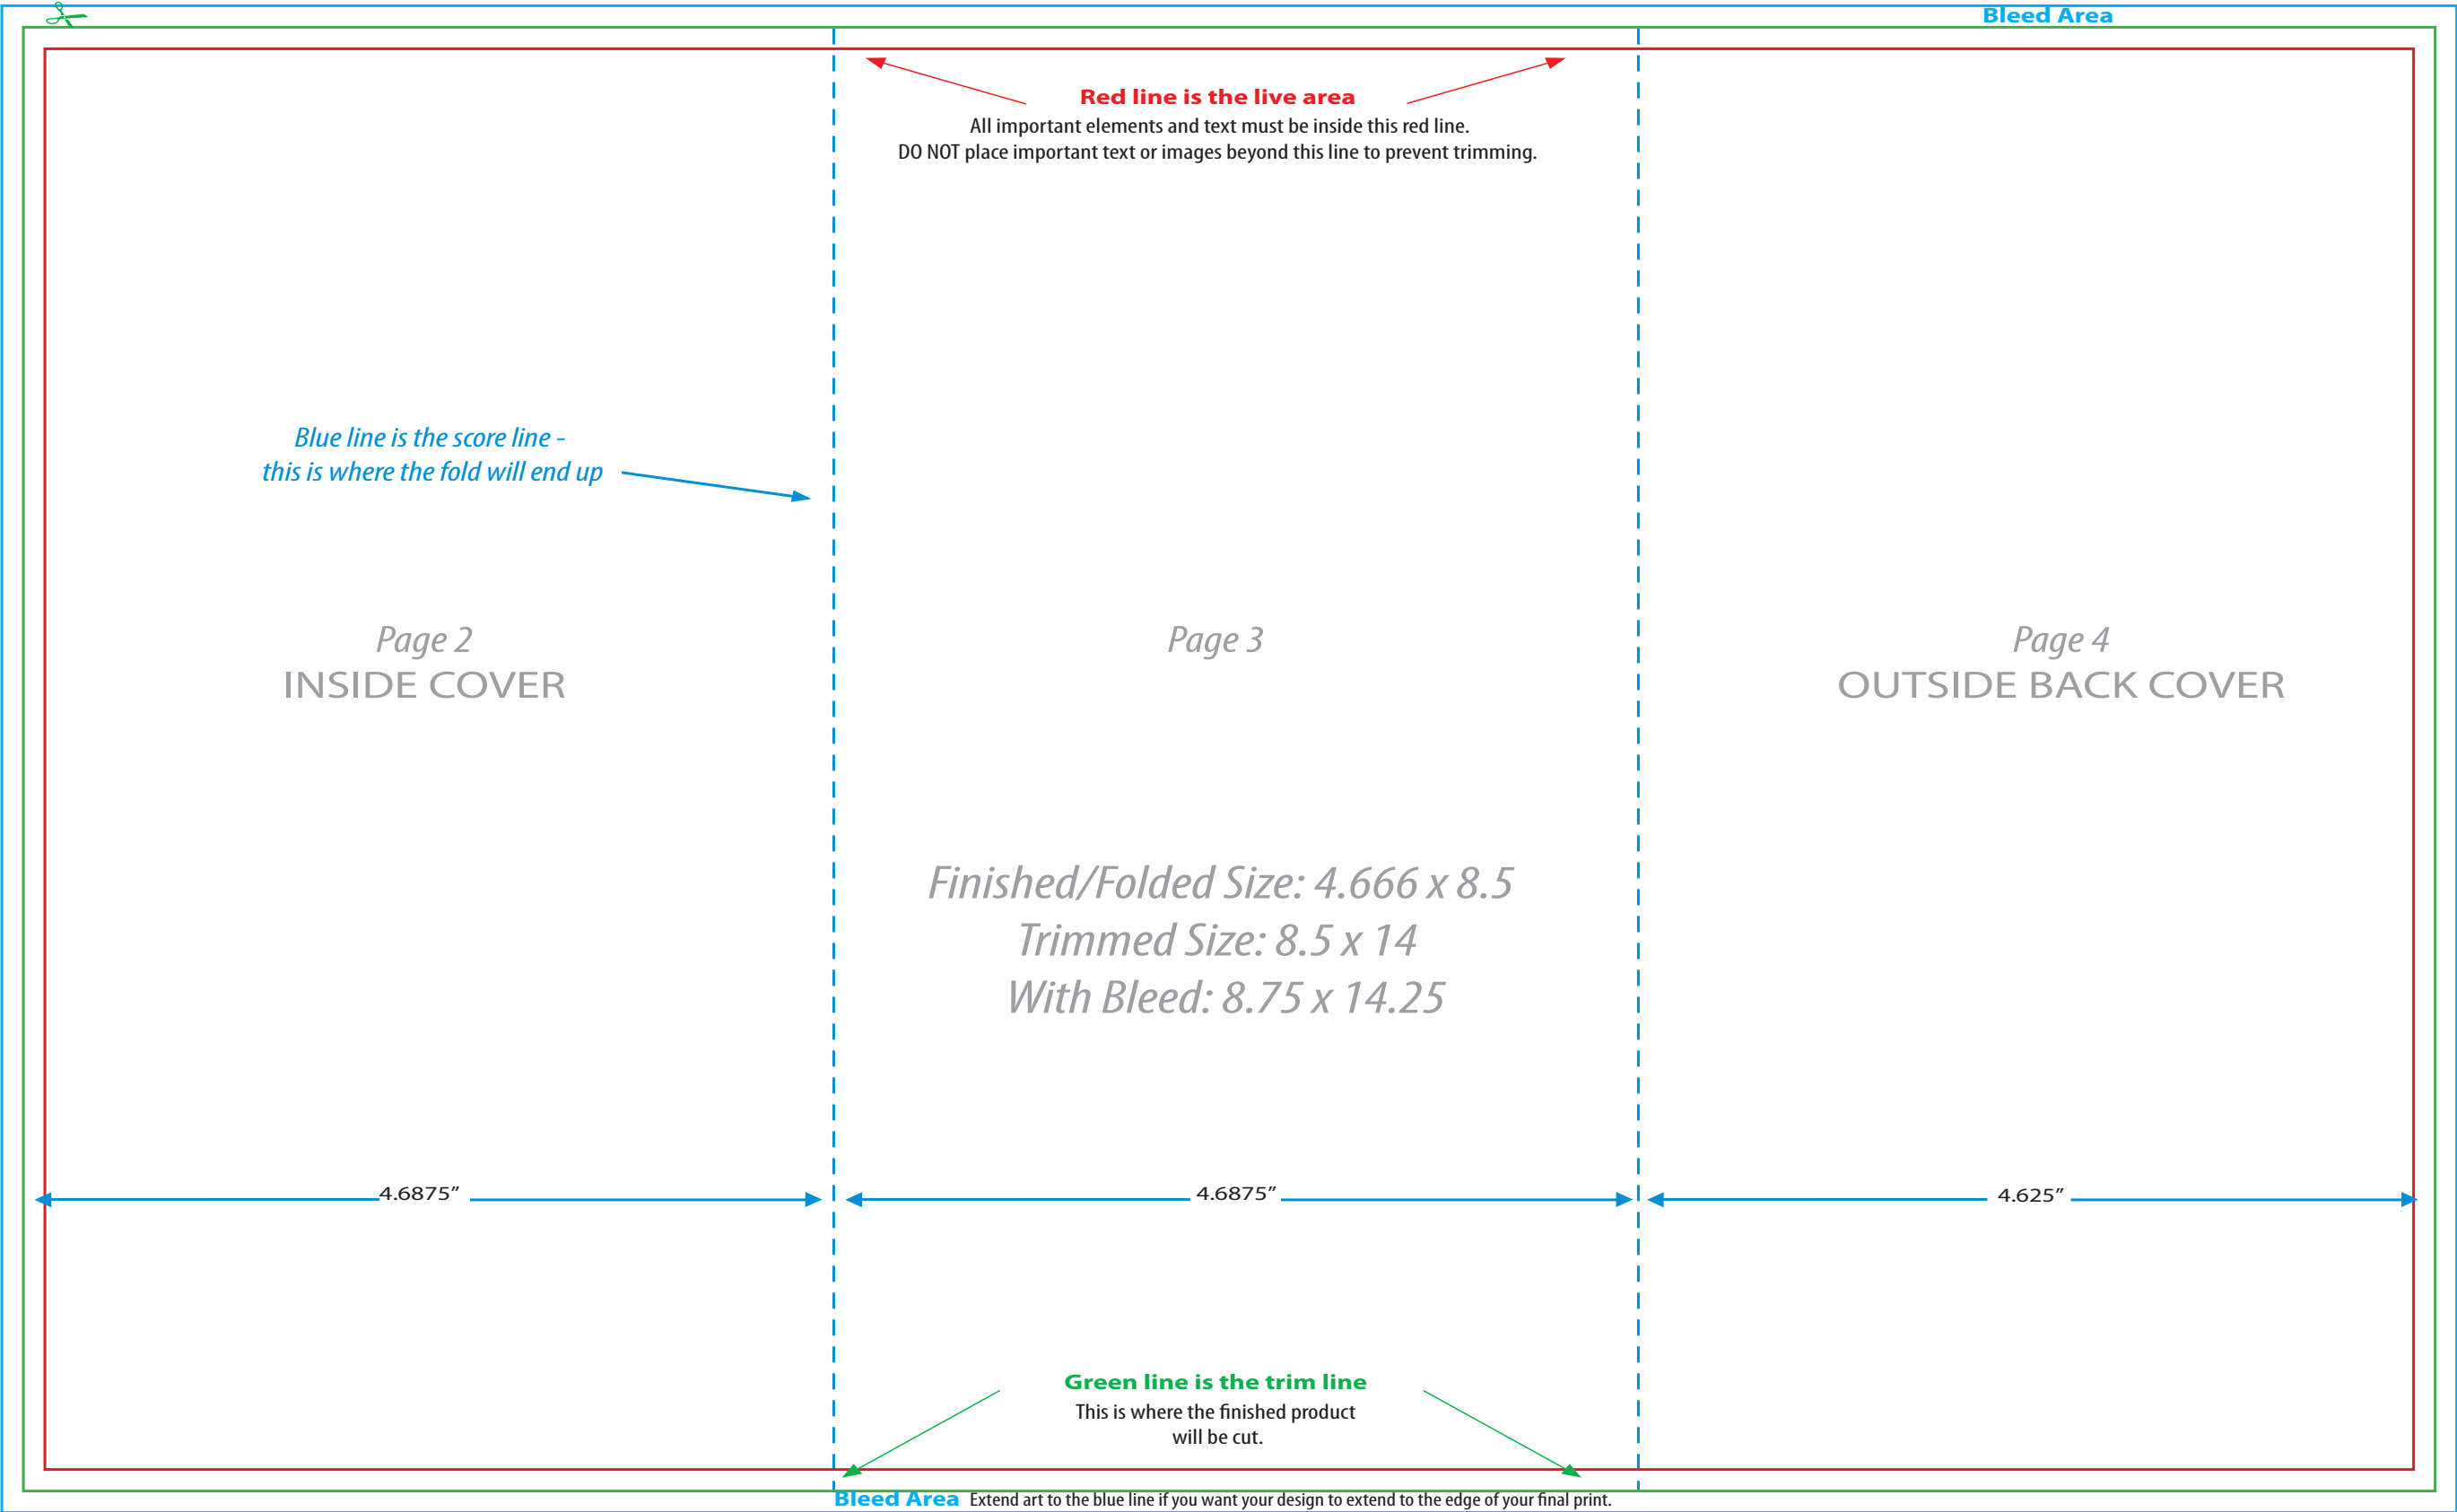 Bleed Area
Red line is the live area
All important elements and text must be inside this red line.
DO NOT place important text or images beyond this line to prevent trimming.
Blue line is the score line -
this is where the fold will end up
Page 2
INSIDE COVER
Page 3
Page 4
OUTSIDE BACK COVER
Finished/Folded Size: 4.666 x 8.5
Trimmed Size: 8.5 x 14
With Bleed: 8.75 x 14.25
4.6875”
4.6875”
4.625”
Green line is the trim line
This is where the finished product
will be cut.
Bleed Area Extend art to the blue line if you want your design to extend to the edge of your final print.